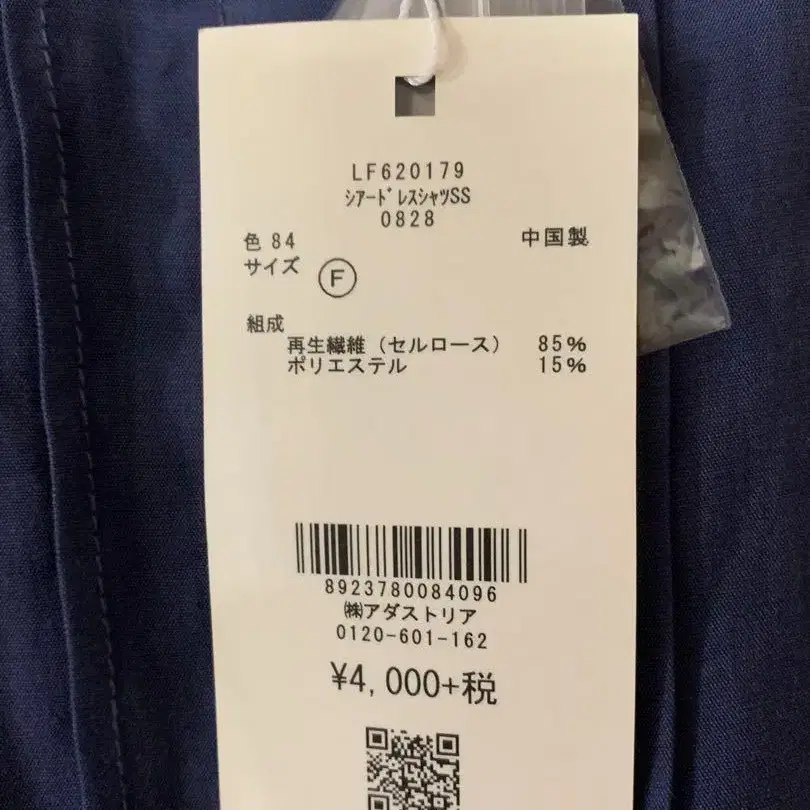 LF620179
シアードレスシャツSS
0828
色 84 中国製
サイズ Ⓕ
組成
再生繊維（セルロース） 85%
ポリエステル 15%
8923780084096
㈱アダストリア
0120-601-162
¥4,000+税